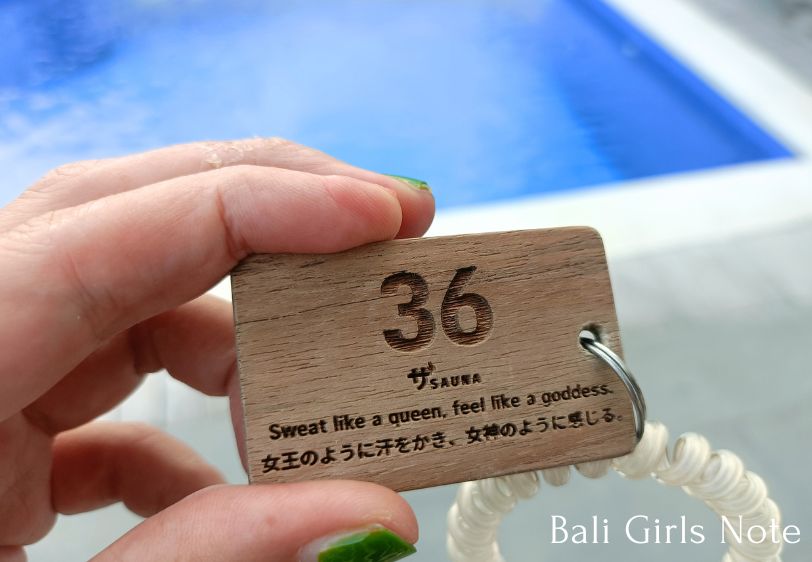 36
ザ SAUNA
Sweat like a queen, feel like a goddess.
女王のように汗をかき、女神のように感じる。
Bali Girls Note